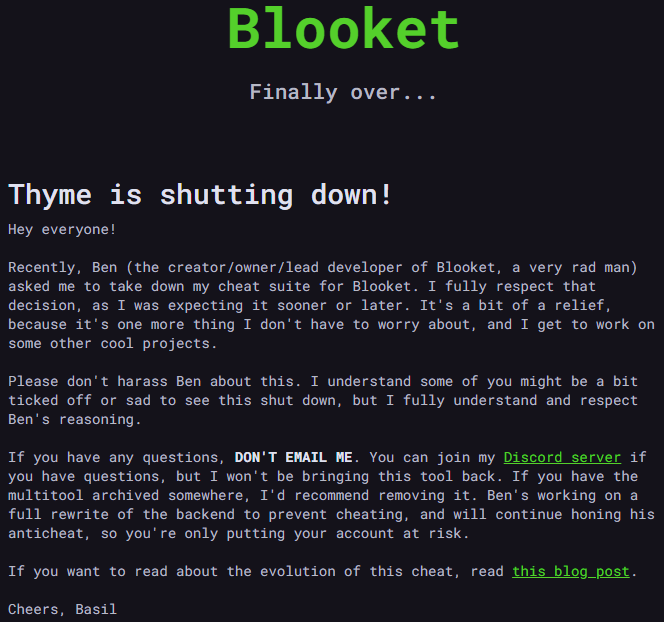 Blooket
Finally over...
Thyme is shutting down!
Hey everyone!
Recently, Ben (the creator/owner/lead developer of Blooket, a very rad man)
asked me to take down my cheat suite for Blooket. I fully respect that
decision, as I was expecting it sooner or later. It's a bit of a relief,
because it's one more thing I don't have to worry about, and I get to work on
some other cool projects.
Please don't harass Ben about this. I understand some of you might be a bit
ticked off or sad to see this shut down, but I fully understand and respect
Ben's reasoning.
If you have any questions, DON'T EMAIL ME. You can join my Discord server if
you have questions, but I won't be bringing this tool back. If you have the
multitool archived somewhere, I'd recommend removing it. Ben's working on a
full rewrite of the backend to prevent cheating, and will continue honing his
anticheat, so you're only putting your account at risk.
If you want to read about the evolution of this cheat, read this blog post.
Cheers, Basil